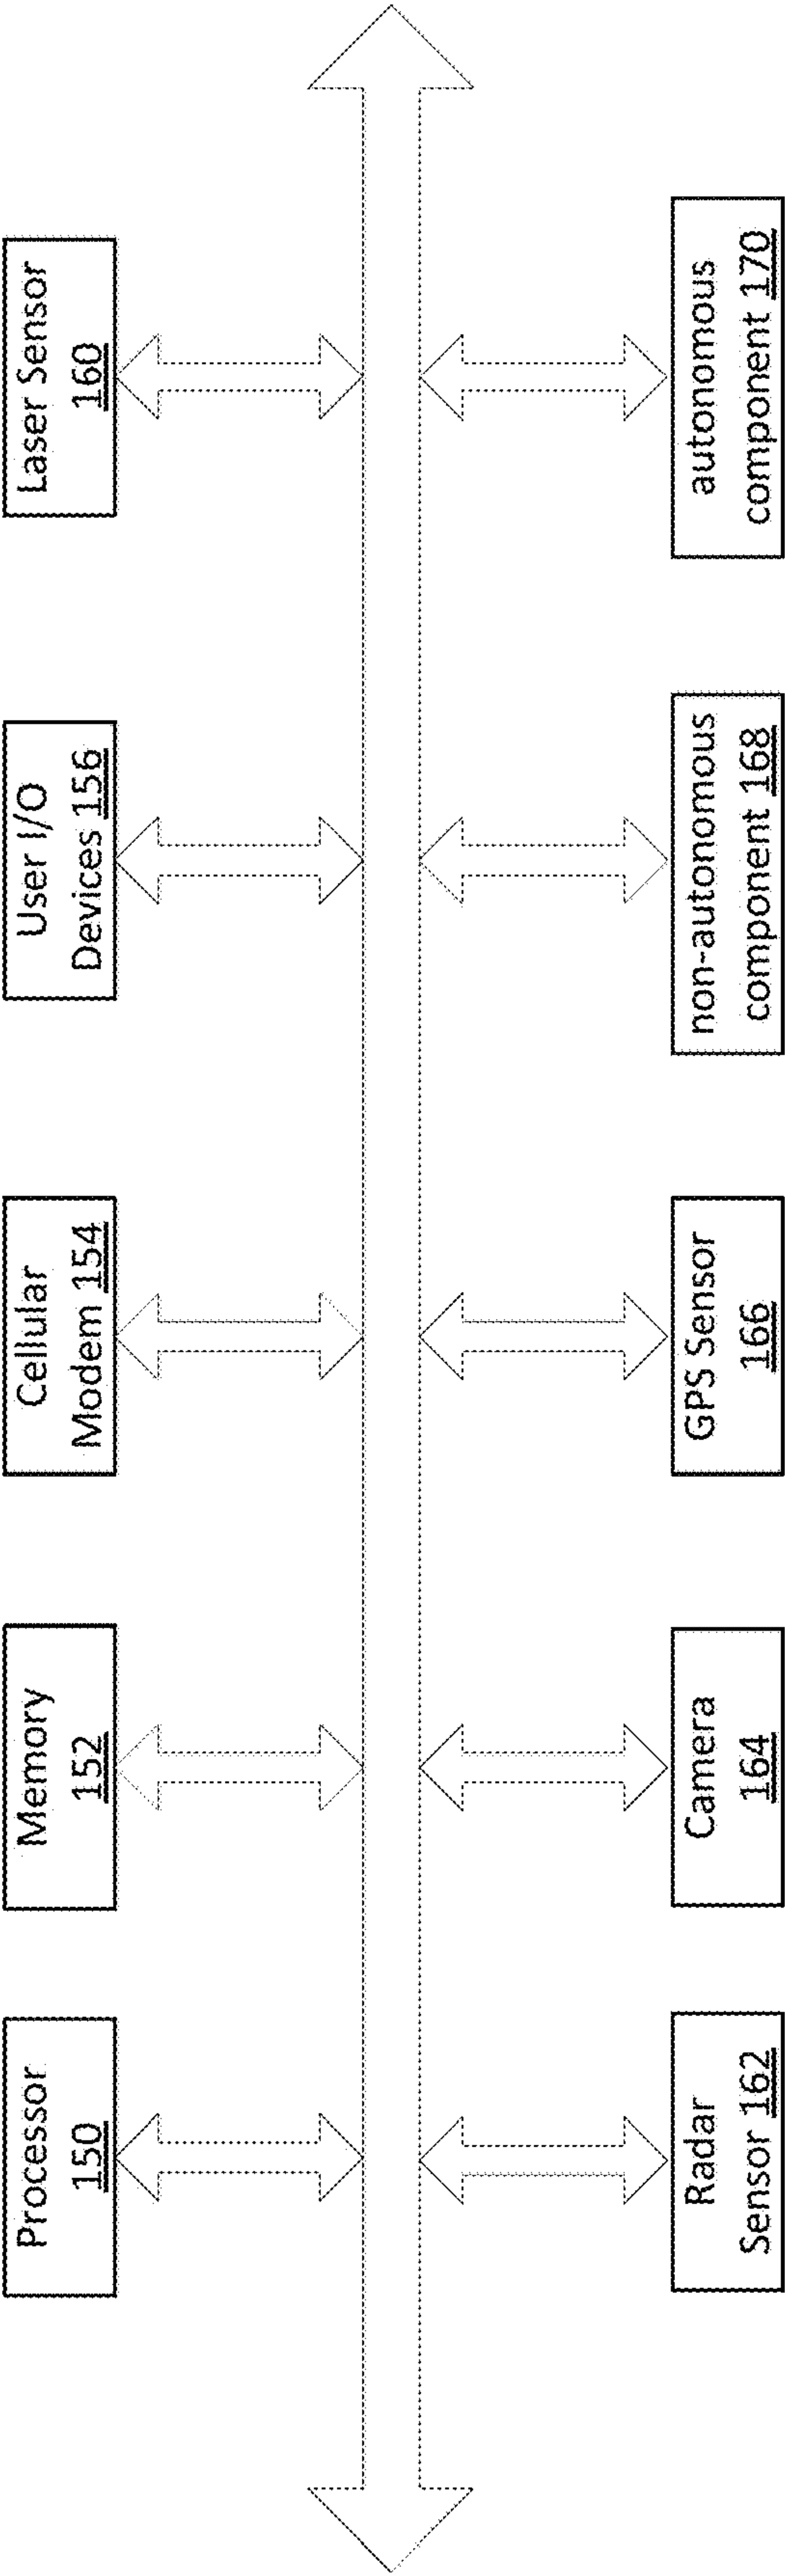 Processor
150
Memory
152
Cellular
Modem 154
User I/O
Devices 156
Laser Sensor
160
Radar
Sensor 162
Camera
164
GPS Sensor
166
non-autonomous
component 168
autonomous
component 170